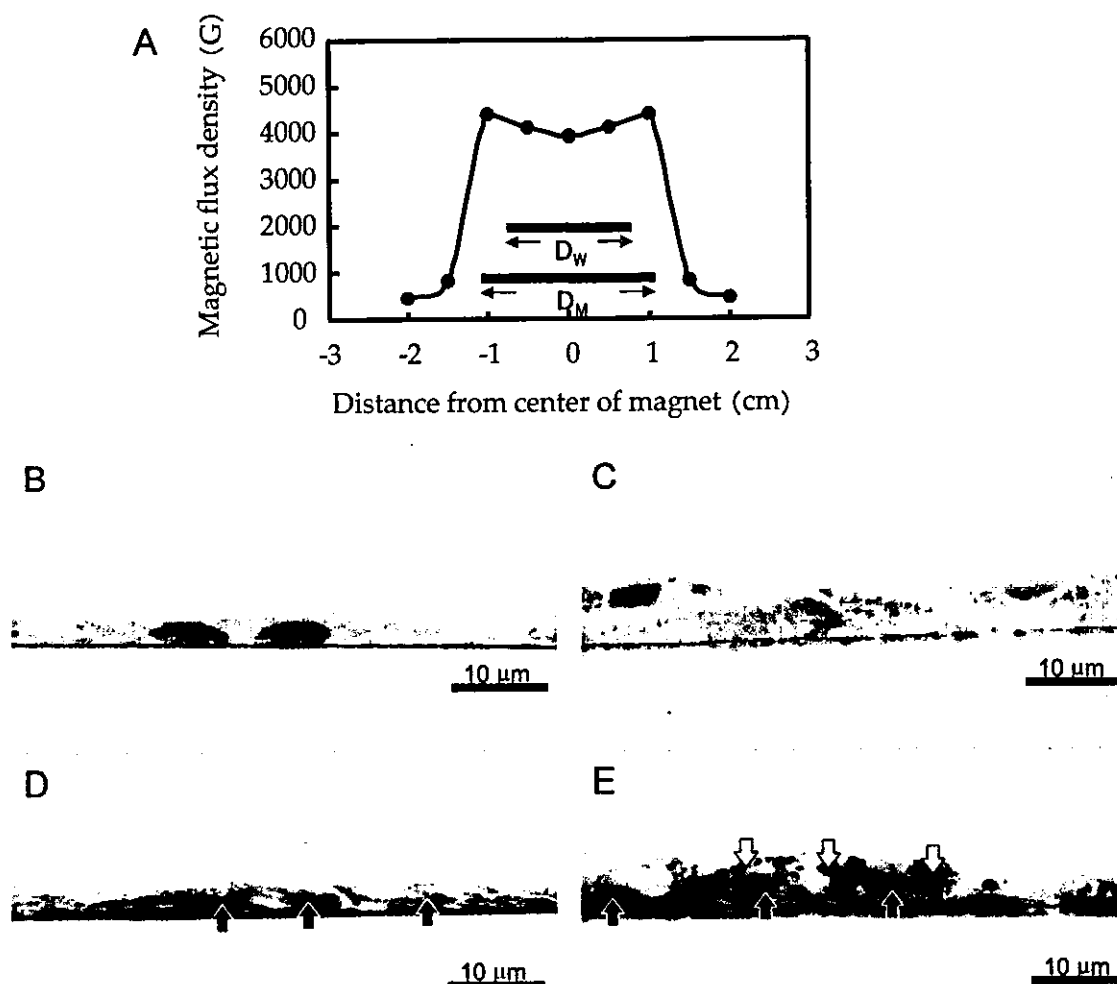 A
Magnetic flux density (G)
6000
5000
4000
3000
2000
1000
0
D_W
D_M
-3 -2 -1 0 1 2 3
Distance from center of magnet (cm)
B
10 μm
C
10 μm
D
10 μm
E
10 μm